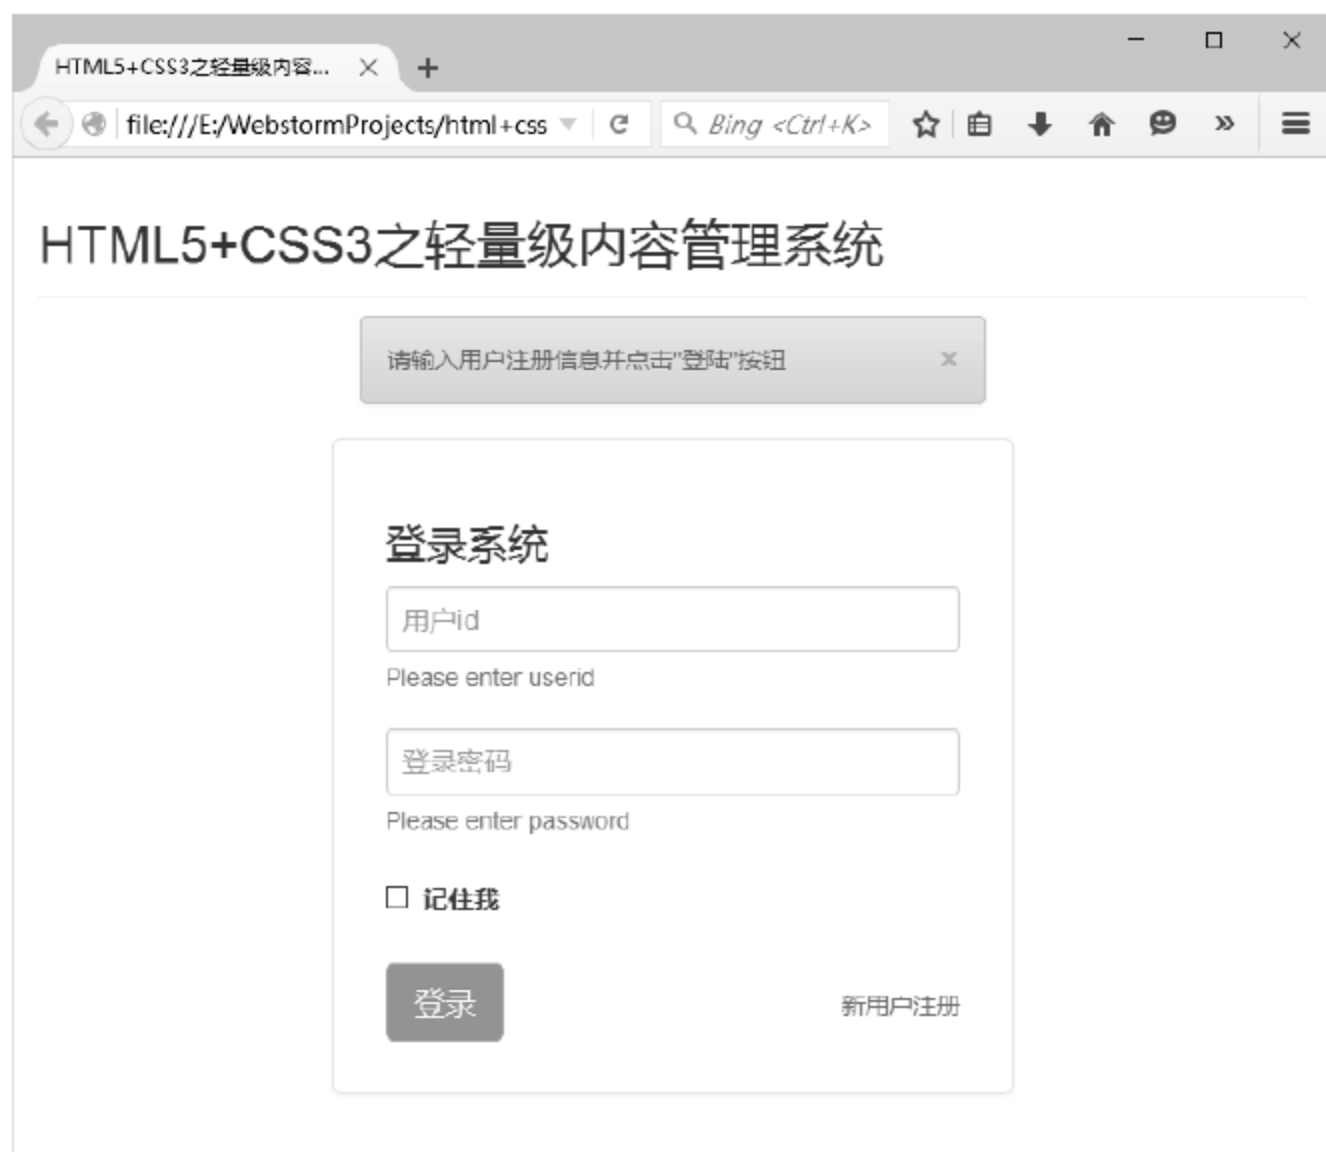 HTML5+CSS3之轻量级内容...
file:///E:/WebstormProjects/html+css
Bing <Ctrl+K>
HTML5+CSS3之轻量级内容管理系统
请输入用户注册信息并点击"登陆"按钮
登录系统
用户id
Please enter userid
登录密码
Please enter password
记住我
登录
新用户注册